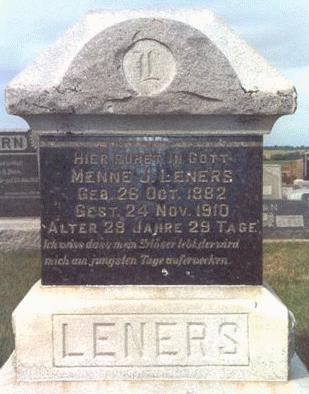 L
HIER RUHET IN GOTT
MENNE J. LENERS
GEB. 26 OCT. 1882
GEST. 24 NOV. 1910
ALTER 28 JAHRE 29 TAGE
Ich weiss dass mein Erlöser lebt, der wird
mich am jungsten Tage auferwecken.
LENERS